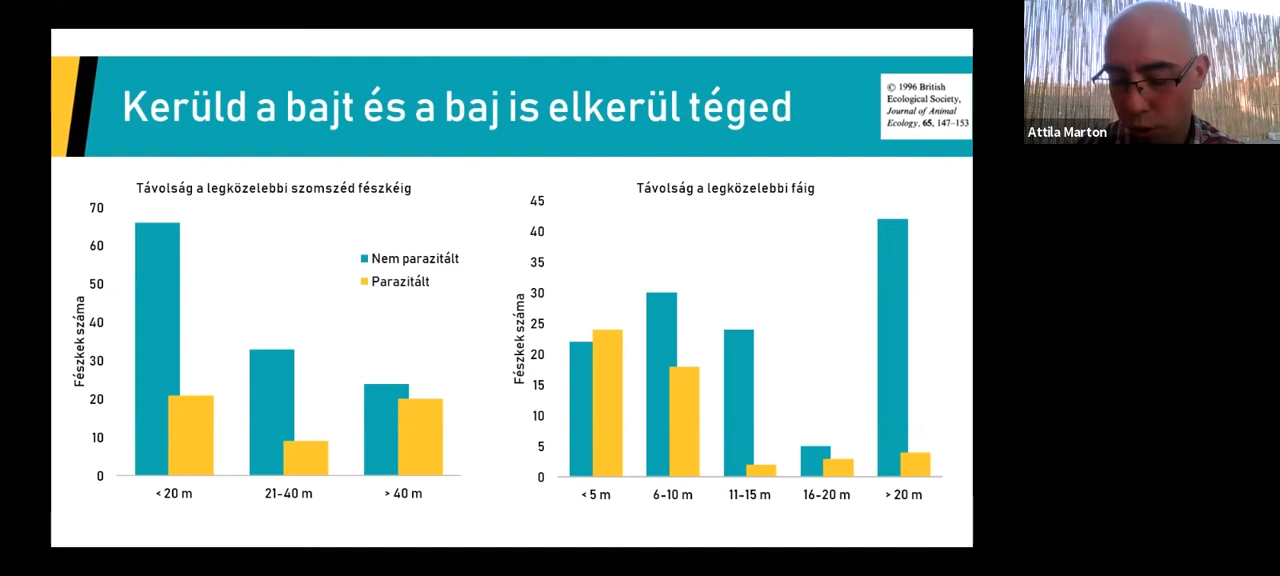 Kerüld a bajt és a baj is elkerül téged
© 1996 British
Ecological Society,
Journal of Animal
Ecology, 65, 147–153
Attila Marton
Távolság a legközelebbi szomszéd fészkéig
Fészkek száma
70
60
50
40
30
20
10
0
Nem parazitált
Parazitált
< 20 m
21-40 m
> 40 m
Távolság a legközelebbi fáig
Fészkek száma
45
40
35
30
25
20
15
10
5
0
< 5 m
6-10 m
11-15 m
16-20 m
> 20 m